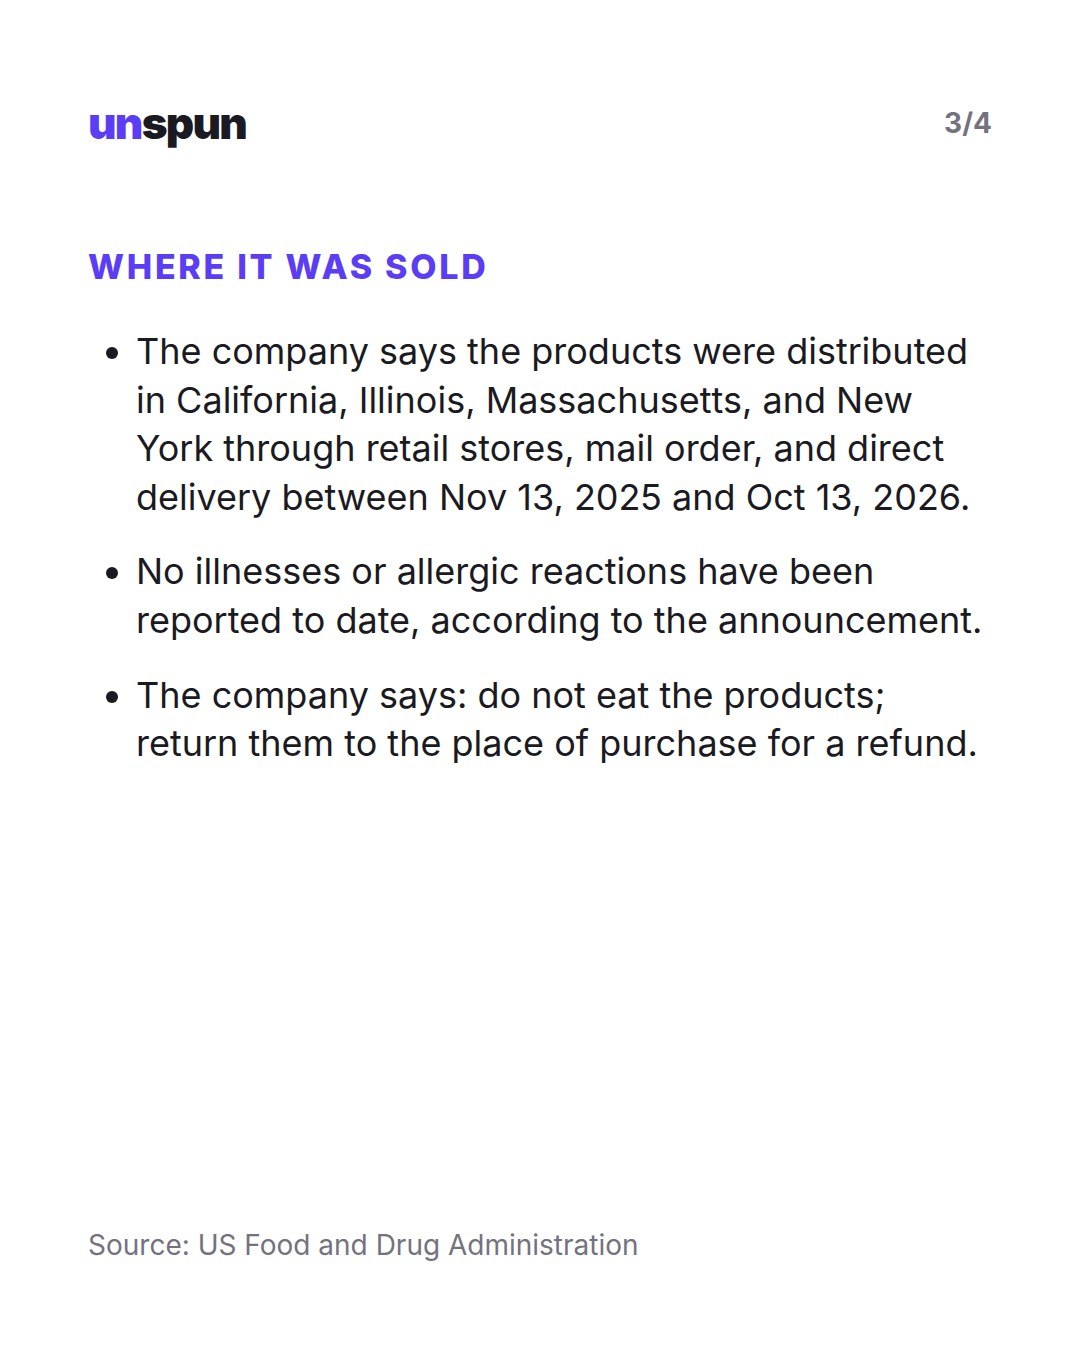 unspun
3/4
WHERE IT WAS SOLD
• The company says the products were distributed
in California, Illinois, Massachusetts, and New
York through retail stores, mail order, and direct
delivery between Nov 13, 2025 and Oct 13, 2026.
• No illnesses or allergic reactions have been
reported to date, according to the announcement.
• The company says: do not eat the products;
return them to the place of purchase for a refund.
Source: US Food and Drug Administration